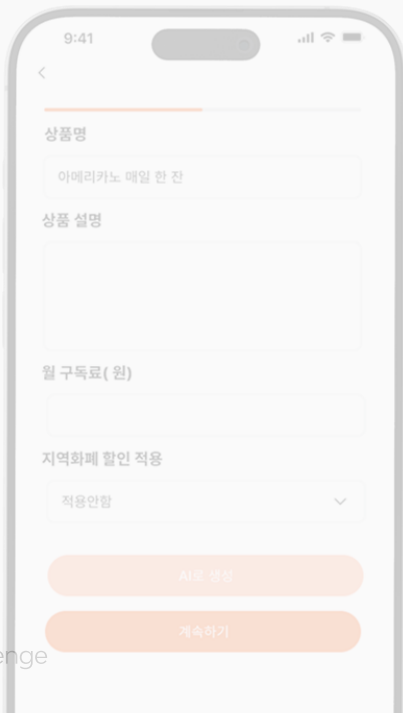 9:41
상품명
아메리카노 매일 한 잔
상품 설명
월 구독료( 원)
지역화폐 할인 적용
적용안함
AI로 생성
계속하기
enge